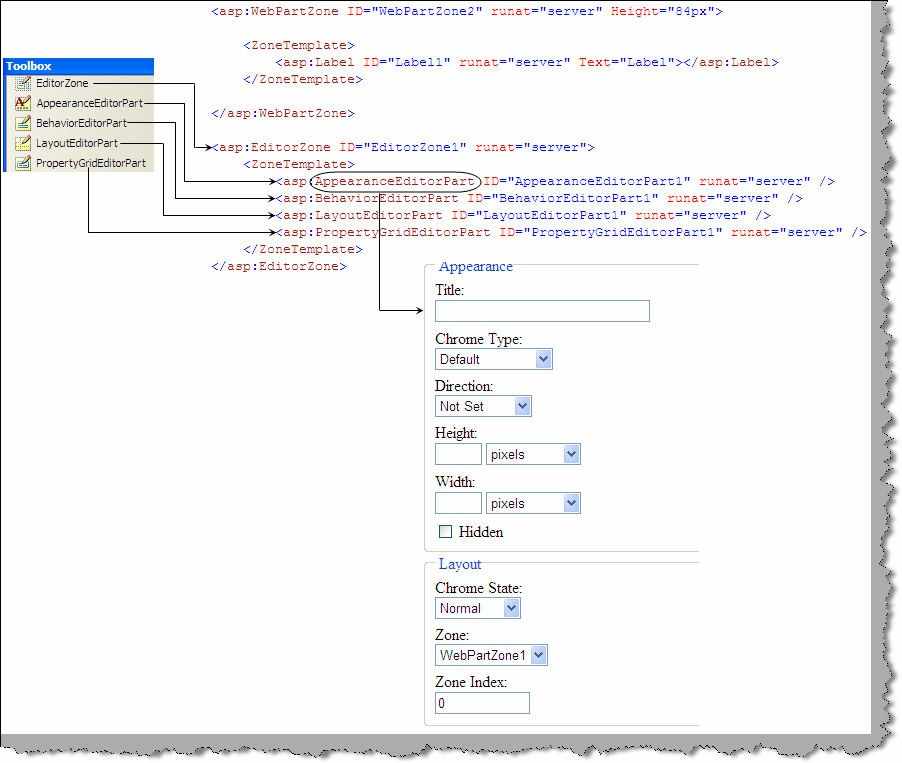 <asp:WebPartZone ID="WebPartZone2" runat="server" Height="84px">
<ZoneTemplate>
<asp:Label ID="Label1" runat="server" Text="Label"></asp:Label>
</ZoneTemplate>
</asp:WebPartZone>
Toolbox
EditorZone
AppearanceEditorPart
BehaviorEditorPart
LayoutEditorPart
PropertyGridEditorPart
<asp:EditorZone ID="EditorZone1" runat="server">
<ZoneTemplate>
<asp:AppearanceEditorPart ID="AppearanceEditorPart1" runat="server" />
<asp:BehaviorEditorPart ID="BehaviorEditorPart1" runat="server" />
<asp:LayoutEditorPart ID="LayoutEditorPart1" runat="server" />
<asp:PropertyGridEditorPart ID="PropertyGridEditorPart1" runat="server" />
</ZoneTemplate>
</asp:EditorZone>
Appearance
Title:
Chrome Type:
Default
Direction:
Not Set
Height:
pixels
Width:
pixels
Hidden
Layout
Chrome State:
Normal
Zone:
WebPartZone1
Zone Index:
0